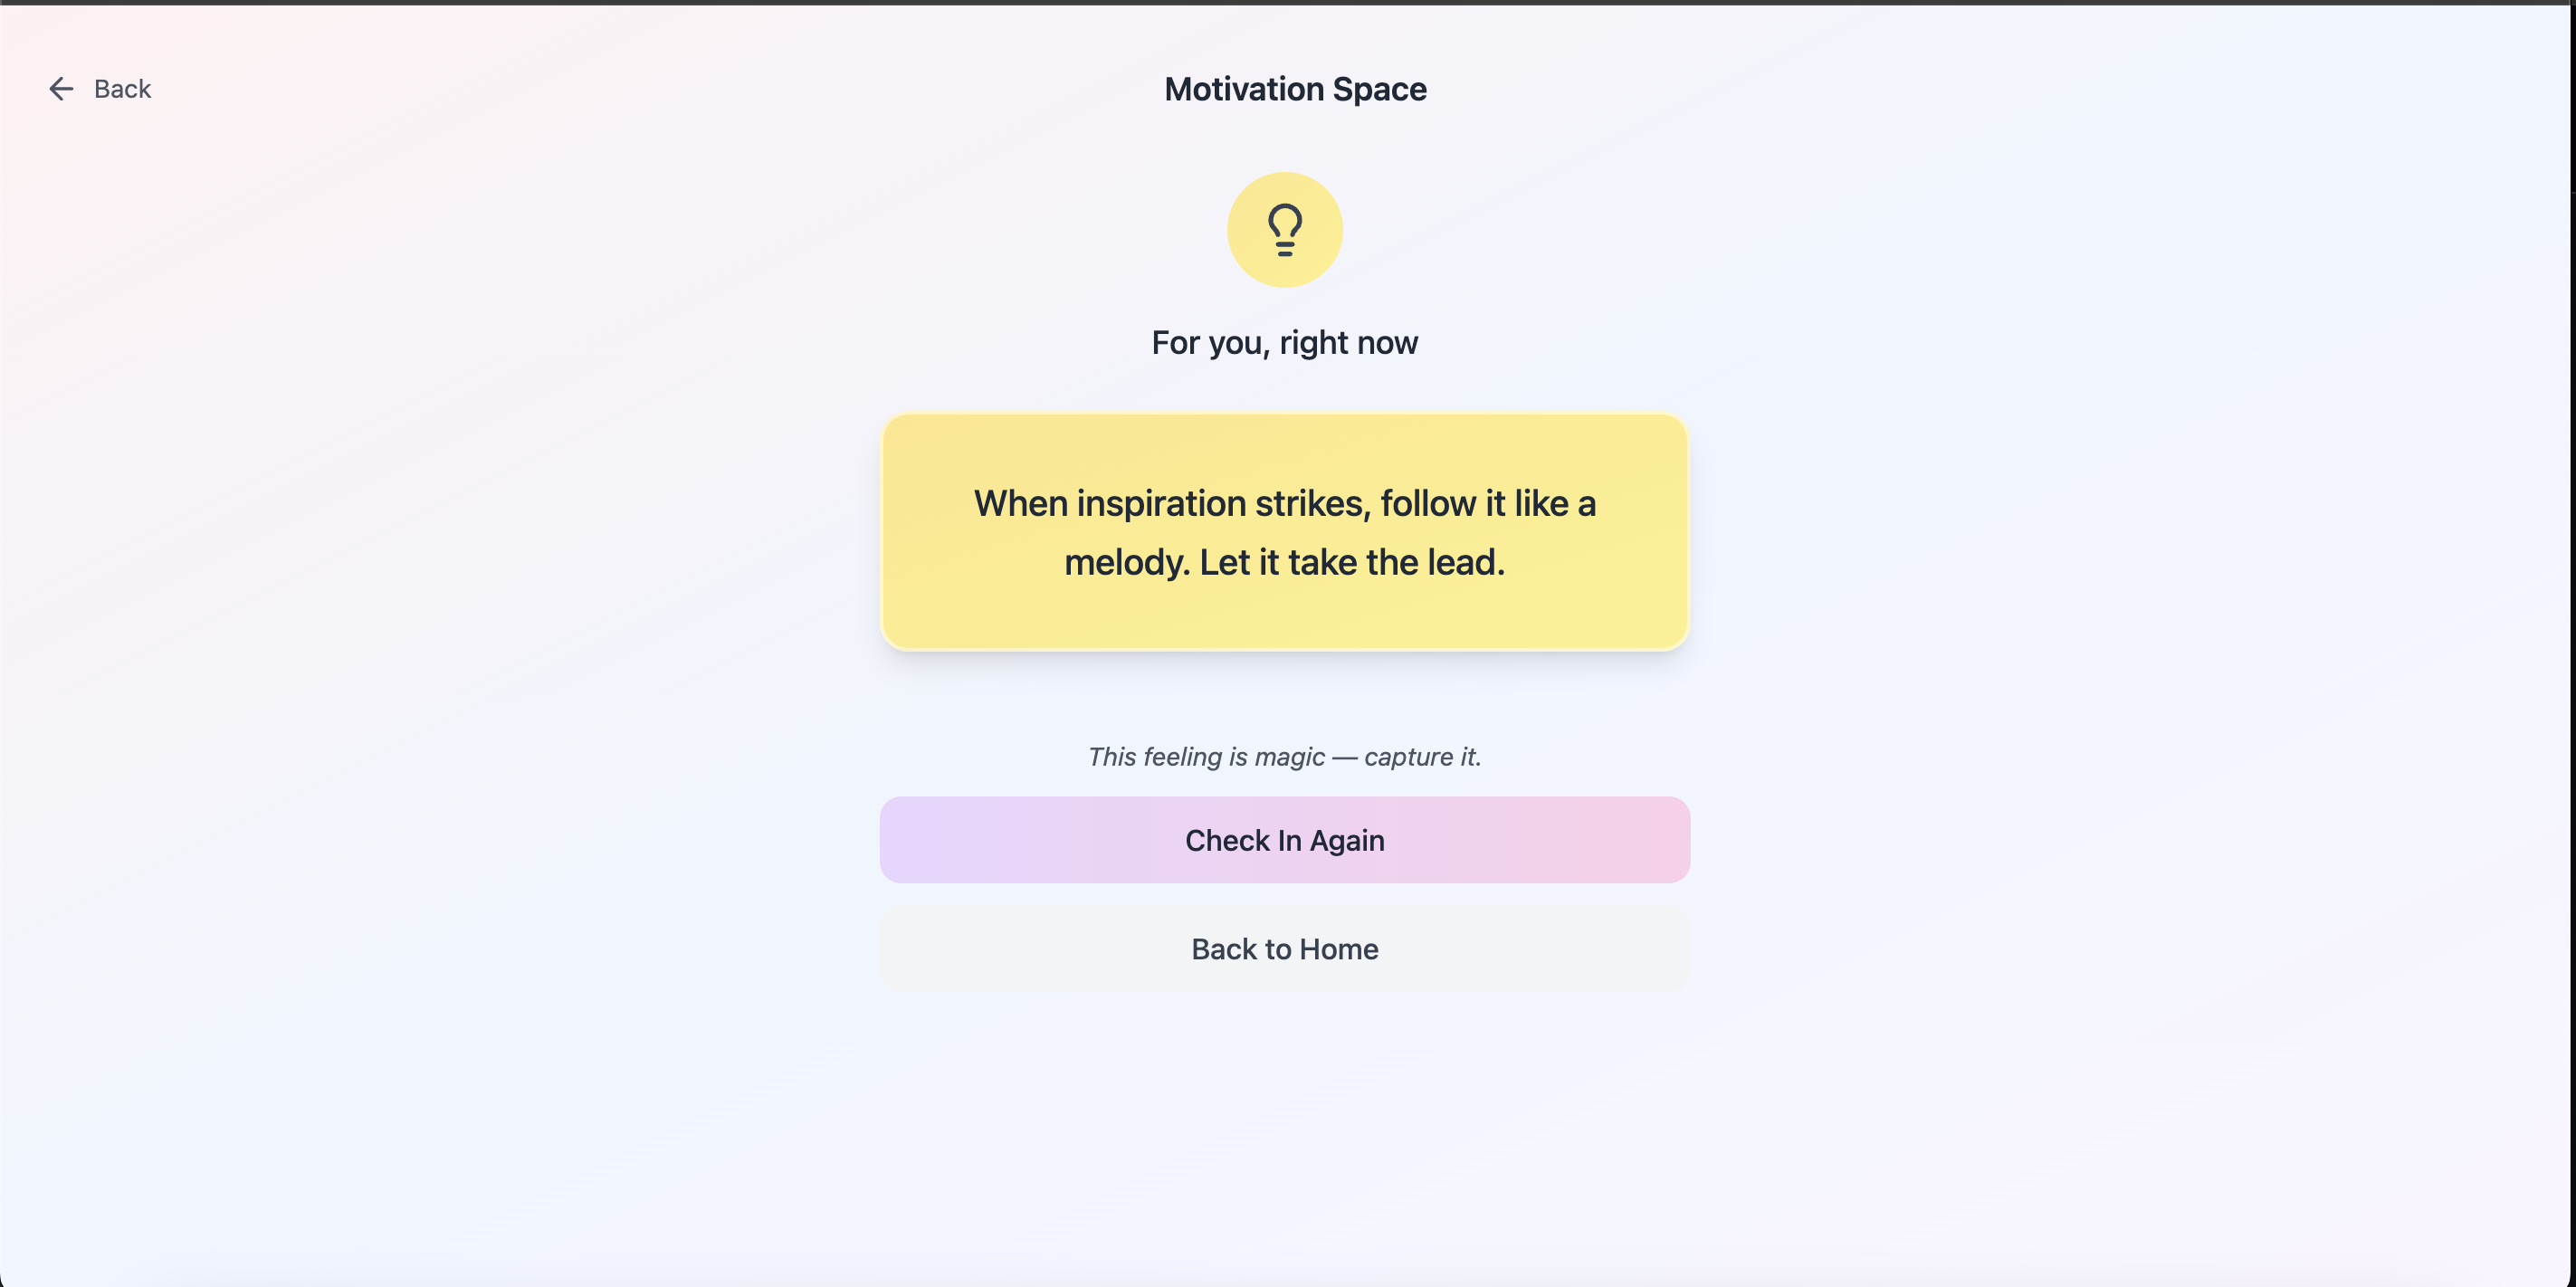 Back
Motivation Space
For you, right now
When inspiration strikes, follow it like a
melody. Let it take the lead.
This feeling is magic — capture it.
Check In Again
Back to Home